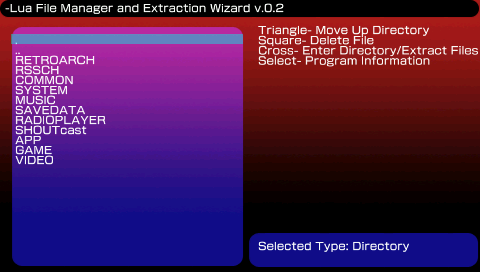 -Lua File Manager and Extraction Wizard v.0.2
.
..
RETROARCH
RSSCH
COMMON
SYSTEM
MUSIC
SAVEDATA
RADIOPLAYER
SHOUTcast
APP
GAME
VIDEO
Triangle- Move Up Directory
Square- Delete File
Cross- Enter Directory/Extract Files
Select- Program Information
Selected Type: Directory